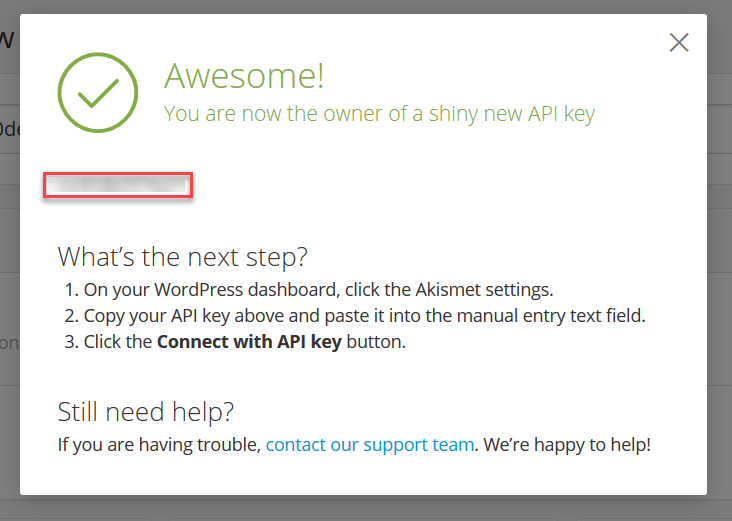 Awesome!
You are now the owner of a shiny new API key
What's the next step?
1. On your WordPress dashboard, click the Akismet settings.
2. Copy your API key above and paste it into the manual entry text field.
3. Click the Connect with API key button.
Still need help?
If you are having trouble, contact our support team. We're happy to help!